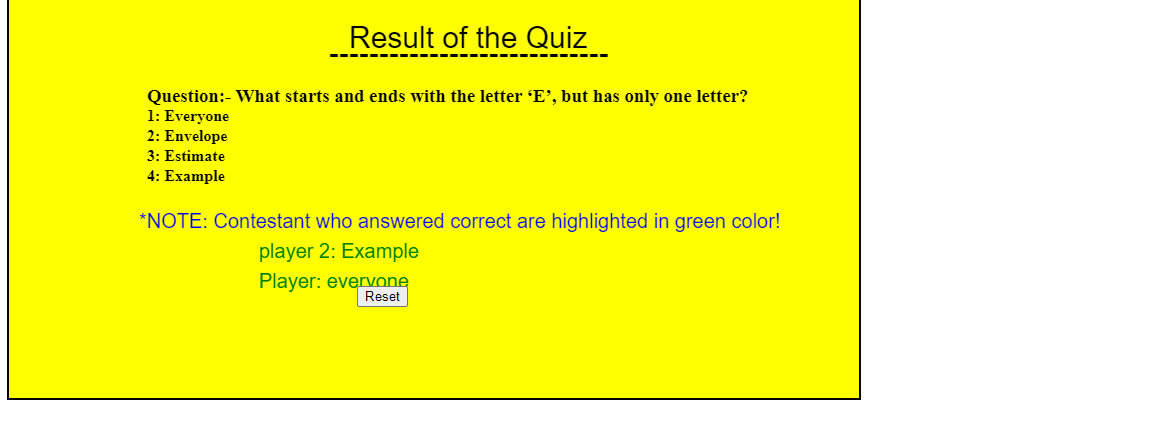 Result of the Quiz
----------------------------
Question:- What starts and ends with the letter ‘E’, but has only one letter?
1: Everyone
2: Envelope
3: Estimate
4: Example
*NOTE: Contestant who answered correct are highlighted in green color!
player 2: Example
Player: everyone
Reset